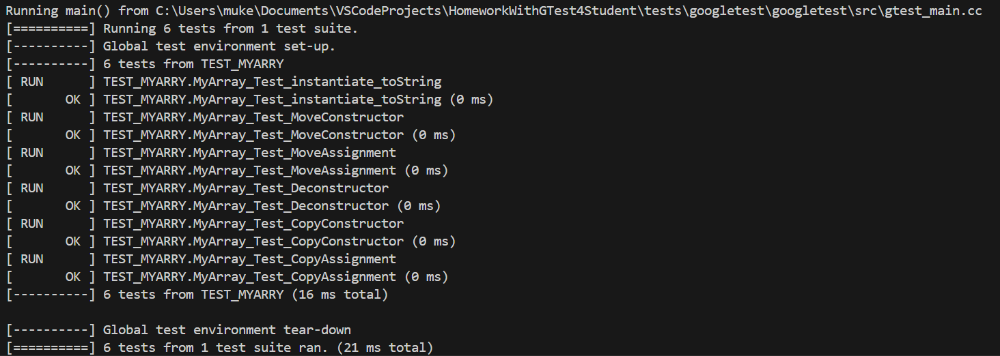 Running main() from C:\Users\muke\Documents\VSCodeProjects\HomeworkWithGTest4Student\tests\googletest\googletest\src\gtest_main.cc
[==========] Running 6 tests from 1 test suite.
[----------] Global test environment set-up.
[----------] 6 tests from TEST_MYARRY
[ RUN      ] TEST_MYARRY.MyArray_Test_instantiate_toString
[       OK ] TEST_MYARRY.MyArray_Test_instantiate_toString (0 ms)
[ RUN      ] TEST_MYARRY.MyArray_Test_MoveConstructor
[       OK ] TEST_MYARRY.MyArray_Test_MoveConstructor (0 ms)
[ RUN      ] TEST_MYARRY.MyArray_Test_MoveAssignment
[       OK ] TEST_MYARRY.MyArray_Test_MoveAssignment (0 ms)
[ RUN      ] TEST_MYARRY.MyArray_Test_Deconstructor
[       OK ] TEST_MYARRY.MyArray_Test_Deconstructor (0 ms)
[ RUN      ] TEST_MYARRY.MyArray_Test_CopyConstructor
[       OK ] TEST_MYARRY.MyArray_Test_CopyConstructor (0 ms)
[ RUN      ] TEST_MYARRY.MyArray_Test_CopyAssignment
[       OK ] TEST_MYARRY.MyArray_Test_CopyAssignment (0 ms)
[----------] 6 tests from TEST_MYARRY (16 ms total)

[----------] Global test environment tear-down
[==========] 6 tests from 1 test suite ran. (21 ms total)